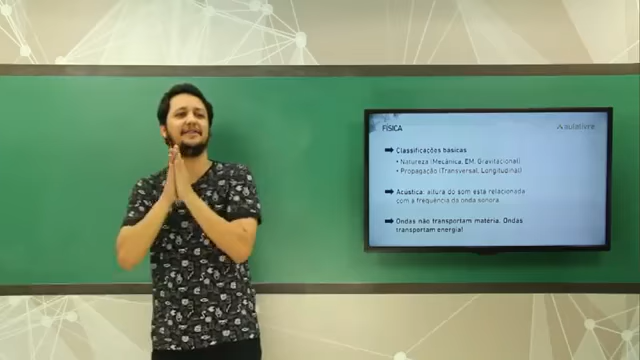 FÍSICA
aulalivre
Classificações básicas
• Natureza (Mecânica, EM, Gravitacional)
• Propagação (Transversal, Longitudinal)
Acústica: altura do som está relacionada
com a frequência da onda sonora
Ondas não transportam matéria. Ondas
transportam energia!